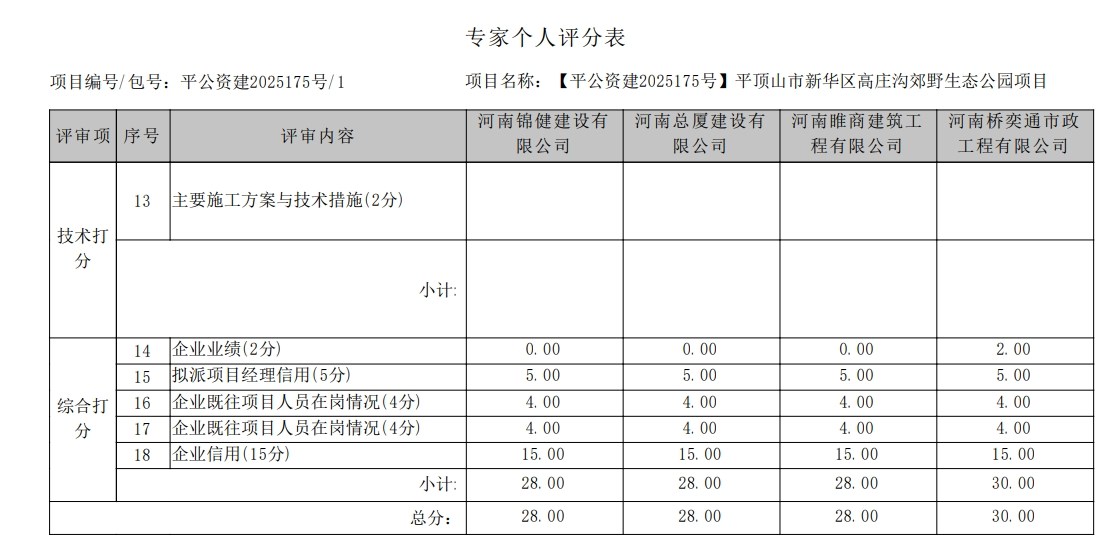 专家个人评分表
项目编号/包号：平公资建2025175号/1 项目名称：【平公资建2025175号】平顶山市新华区高庄沟郊野生态公园项目
评审项 序号 评审内容 河南锦健建设有限公司 河南总厦建设有限公司 河南睢商建筑工程有限公司 河南桥奕通市政工程有限公司
技术打分 13 主要施工方案与技术措施(2分)
小计:
综合打分 14 企业业绩(2分) 0.00 0.00 0.00 2.00
15 拟派项目经理信用(5分) 5.00 5.00 5.00 5.00
16 企业既往项目人员在岗情况(4分) 4.00 4.00 4.00 4.00
17 企业既往项目人员在岗情况(4分) 4.00 4.00 4.00 4.00
18 企业信用(15分) 15.00 15.00 15.00 15.00
小计: 28.00 28.00 28.00 30.00
总分： 28.00 28.00 28.00 30.00